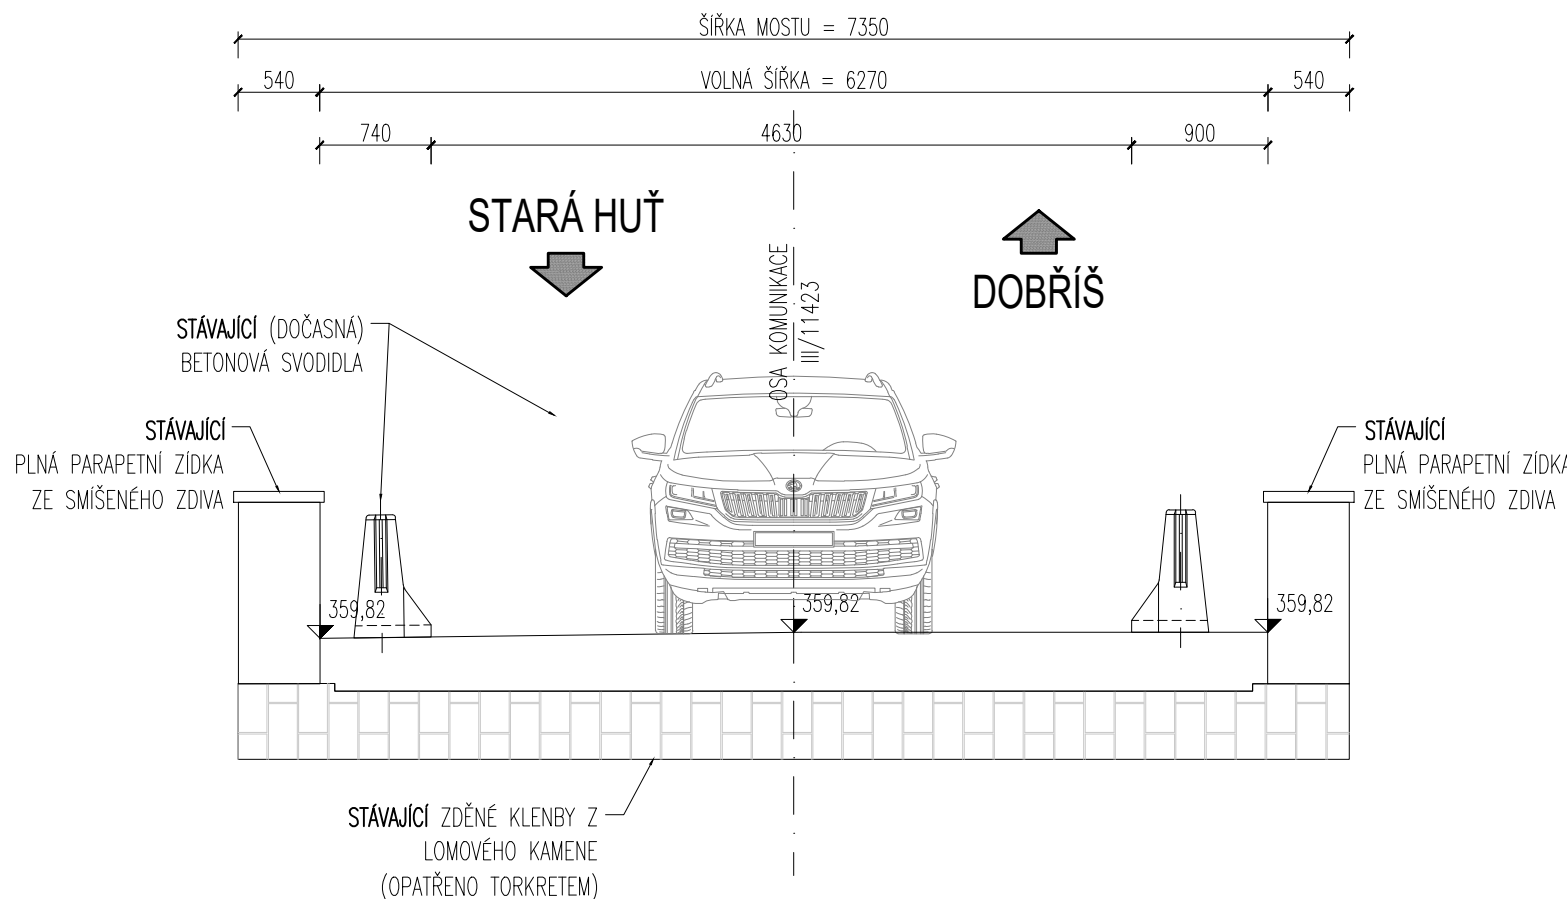 ŠÍŘKA MOSTU = 7350
540
VOLNÁ ŠÍŘKA = 6270
540
740
4630
900
STARÁ HUŤ
DOBŘÍŠ
OSA KOMUNIKACE
III/11423
STÁVAJÍCÍ (DOČASNÁ)
BETONOVÁ SVODIDLA
STÁVAJÍCÍ
PLNÁ PARAPETNÍ ZÍDKA
ZE SMÍŠENÉHO ZDIVA
STÁVAJÍCÍ
PLNÁ PARAPETNÍ ZÍDKA
ZE SMÍŠENÉHO ZDIVA
359,82
359,82
359,82
STÁVAJÍCÍ ZDĚNÉ KLENBY Z
LOMOVÉHO KAMENE
(OPATŘENO TORKRETEM)